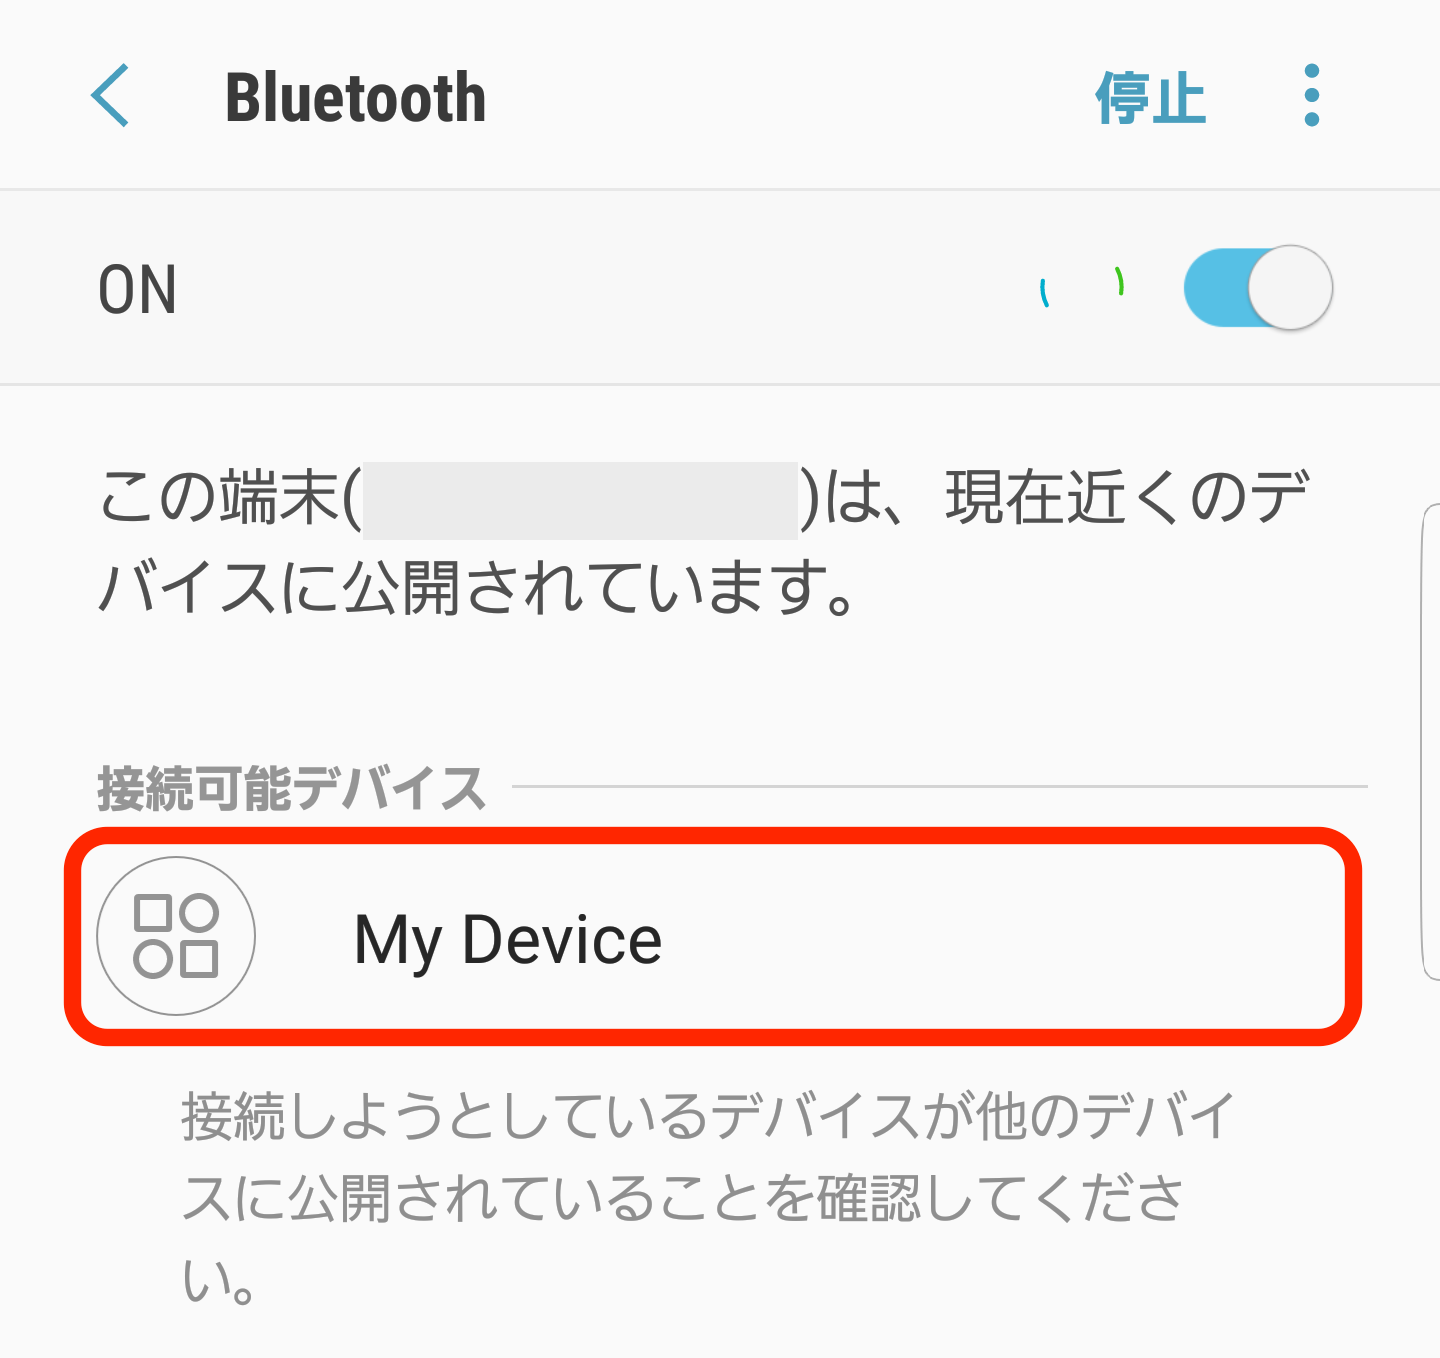 Bluetooth 停止
ON
この端末( )は、現在近くのデ
バイスに公開されています。
接続可能デバイス
My Device
接続しようとしているデバイスが他のデバイ
スに公開されていることを確認してくださ
い。